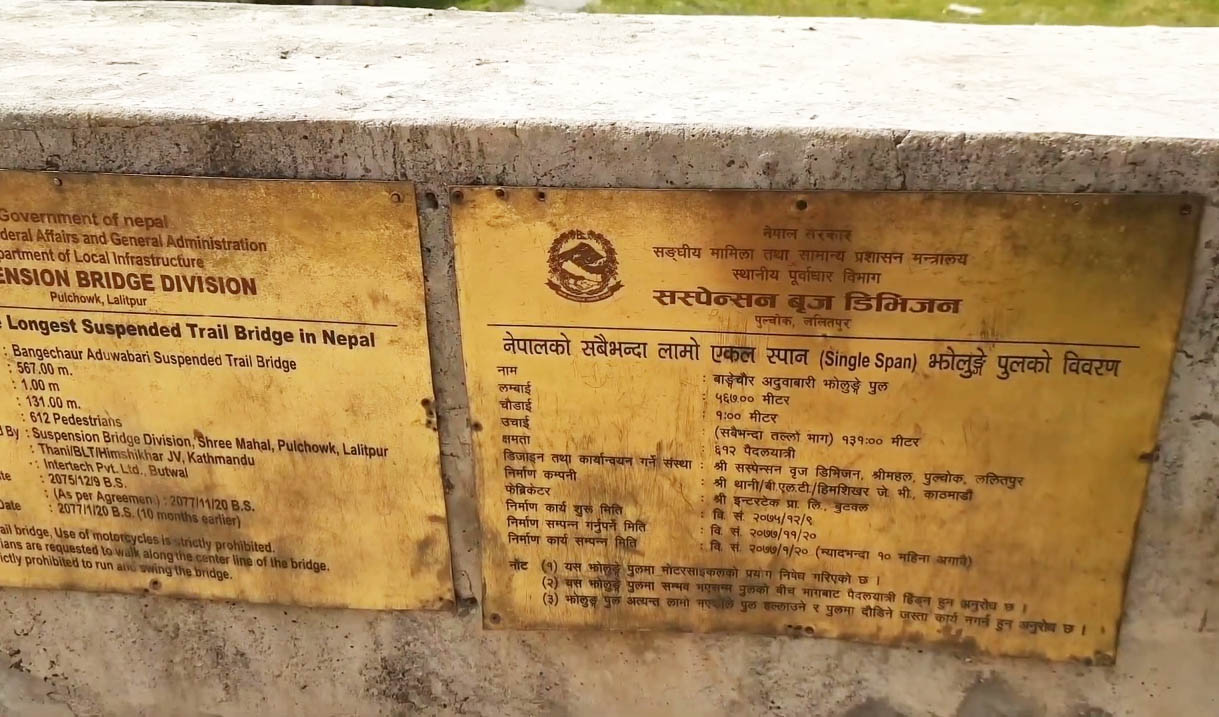 Government of nepal
deral Affairs and General Administration
partment of Local Infrastructure
ENSION BRIDGE DIVISION
Pulchowk, Lalitpur
Longest Suspended Trail Bridge in Nepal
: Bangechaur Aduwabari Suspended Trail Bridge
: 567.00 m.
: 1.00 m
: 131.00 m.
: 612 Pedestrians
d By : Suspension Bridge Division, Shree Mahal, Pulchowk, Lalitpur
: Thani/BLT/Himshikhar JV, Kathmandu
: Intertech Pvt. Ltd., Butwal
te : 2075/12/9 B.S.
: (As per Agreement) : 2077/11/20 B.S.
Date : 2077/1/20 B.S. (10 months earlier)
ail bridge, Use of motorcycles is strictly prohibited.
ians are requested to walk along the center line of the bridge.
ictly prohibited to run and swing the bridge.
नेपाल सरकार
सङ्घीय मामिला तथा सामान्य प्रशासन मन्त्रालय
स्थानीय पूर्वाधार विभाग
सस्पेन्सन बृज डिभिजन
पुल्चोक, ललितपुर
नेपालको सबैभन्दा लामो एकल स्पान (Single Span) झोलुङ्गे पुलको विवरण
नाम : बाङ्गेचौर अदुवाबारी झोलुङ्गे पुल
लम्बाई : ५६७.०० मीटर
चौडाई : १.०० मीटर
उचाई : (सबैभन्दा तल्लो भाग) १३१.०० मीटर
क्षमता : ६१२ पैदलयात्री
डिजाइन तथा कार्यान्वयन गर्ने संस्था : श्री सस्पेन्सन वृज डिभिजन, श्रीमहल, पुल्चोक, ललितपुर
निर्माण कम्पनी : श्री थानी/बी.एल.टी/हिमशिखर जे. भी., काठमाडौं
फेब्रिकेटर : श्री इन्टरटेक प्रा. लि., बुटवल
निर्माण कार्य शुरू मिति : वि. सं. २०७५/१२/९
निर्माण सम्पन्न गर्नुपर्ने मिति : वि. सं. २०७७/११/२०
निर्माण कार्य सम्पन्न मिति : वि. सं. २०७७/१/२० (म्यादभन्दा १० महिना अगावै)
नोट (१) यस झोलुङ्गे पुलमा मोटरसाइकलको प्रयोग निषेध गरिएको छ ।
(२) यस झोलुङ्गे पुलमा सम्भव भएसम्म पुलको बीच भागबाट पैदलयात्री हिंड्न हुन अनुरोध छ ।
(३) झोलुङ्गे पुल अत्यन्त लामो भएकोले पुल हल्लाउने र पुलमा दौडिने जस्ता कार्य नगर्न हुन अनुरोध छ ।